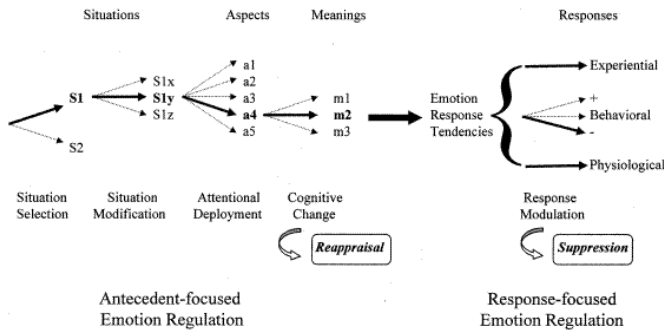 Situations Aspects Meanings Responses
a1
Experiential
S1x a2
S1 S1y a3 m1 Emotion +
S1z a4 m2 Response Behavioral
a5 m3 Tendencies -
S2
Physiological
Situation Situation Attentional Cognitive Response
Selection Modification Deployment Change Modulation
Reappraisal Suppression
Antecedent-focused Response-focused
Emotion Regulation Emotion Regulation